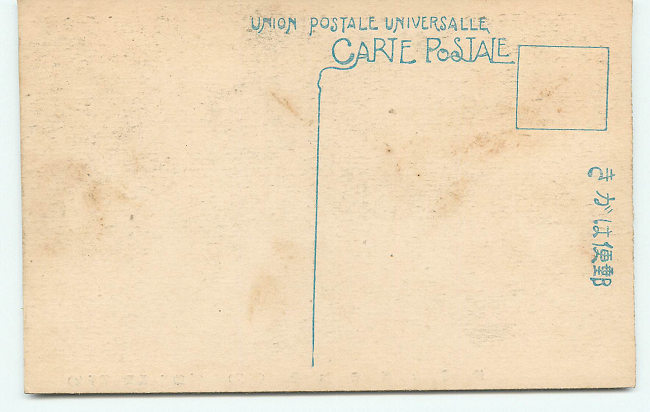 UNION POSTALE UNIVERSALLE
CARTE POSTALE
郵便はがき